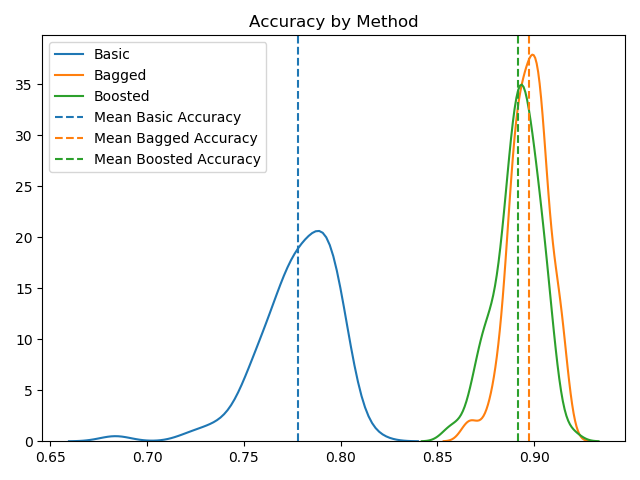 Accuracy by Method
Basic
Bagged
Boosted
Mean Basic Accuracy
Mean Bagged Accuracy
Mean Boosted Accuracy
35
30
25
20
15
10
5
0
0.65 0.70 0.75 0.80 0.85 0.90